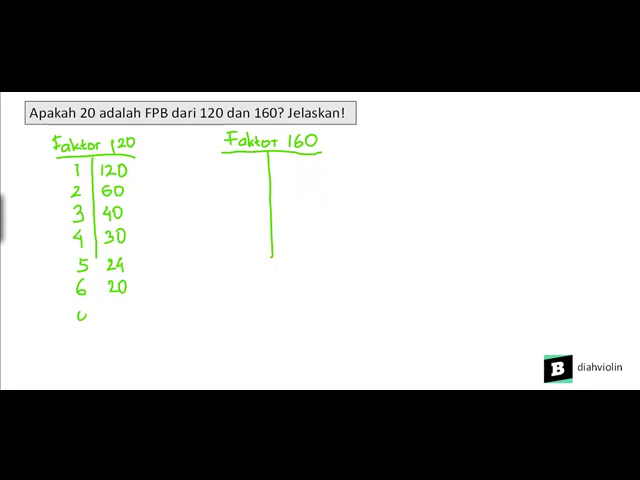 Apakah 20 adalah FPB dari 120 dan 160? Jelaskan!
Faktor 120
1 120
2 60
3 40
4 30
5 24
6 20
Faktor 160
B diahviolin